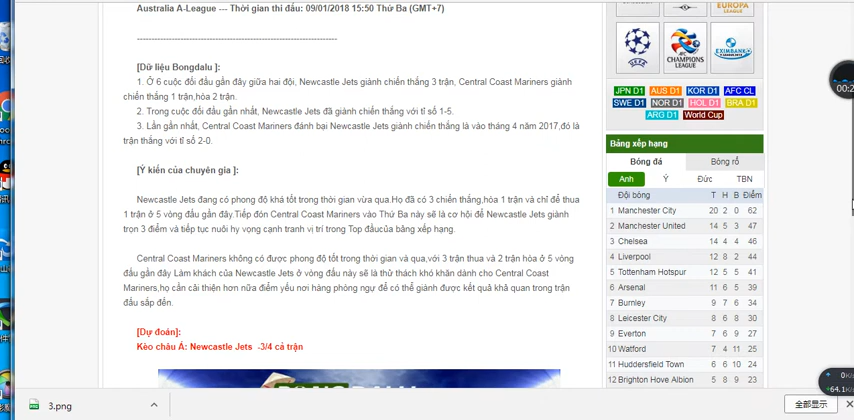 Australia A-League --- Thời gian thi đấu: 09/01/2018 15:50 Thứ Ba (GMT+7)
[Dữ liệu Bongdalu ]:
1. Ở 6 cuộc đối đầu gần đây giữa hai đội, Newcastle Jets giành chiến thắng 3 trận, Central Coast Mariners giành
chiến thắng 1 trận,hòa 2 trận.
2. Trong cuộc đối đầu gần nhất, Newcastle Jets đã giành chiến thắng với tỉ số 1-5.
3. Lần gần nhất, Central Coast Mariners đánh bại Newcastle Jets giành chiến thắng là vào tháng 4 năm 2017,đó là
trận thắng với tỉ số 2-0.
[Ý kiến của chuyên gia ]:
Newcastle Jets đang có phong độ khá tốt trong thời gian vừa qua.Họ đã có 3 chiến thắng,hòa 1 trận và chỉ để thua
1 trận ở 5 vòng đấu gần đây.Tiếp đón Central Coast Mariners vào Thứ Ba này sẽ là cơ hội để Newcastle Jets giành
trọn 3 điểm và tiếp tục nuôi hy vọng cạnh tranh vị trí trong Top đầucủa bảng xếp hạng.
Central Coast Mariners không có được phong độ tốt trong thời gian và qua,với 3 trận thua và 2 trận hòa ở 5 vòng
đấu gần đây Làm khách của Newcastle Jets ở vòng đấu này sẽ là thử thách khó khăn dành cho Central Coast
Mariners,họ cần cải thiện hơn nữa điểm yếu nơi hàng phòng ngự để có thể giành được kết quả khả quan trong trận
đấu sắp đến.
[Dự đoán]:
Kèo châu Á: Newcastle Jets -3/4 cả trận
EUROPA
LEAGUE
AFC
CHAMPIONS
LEAGUE
EXIMBANK
JPN D1 AUS D1 KOR D1 AFC CL
SWE D1 NOR D1 HOL D1 BRA D1
ARG D1 World Cup
Bảng xếp hạng
Bóng đá Bóng rổ
Anh Ý Đức TBN
Đội bóng T H B Điểm
1 Manchester City 20 2 0 62
2 Manchester United 14 5 3 47
3 Chelsea 14 4 4 46
4 Liverpool 12 8 2 44
5 Tottenham Hotspur 12 5 5 41
6 Arsenal 11 6 5 39
7 Burnley 9 7 6 34
8 Leicester City 8 6 8 30
9 Everton 7 6 9 27
10 Watford 7 4 11 25
11 Huddersfield Town 6 6 10 24
12 Brighton Hove Albion 5 8 9 23
00:2
0K/s
64.1K/s
3.png
全部显示